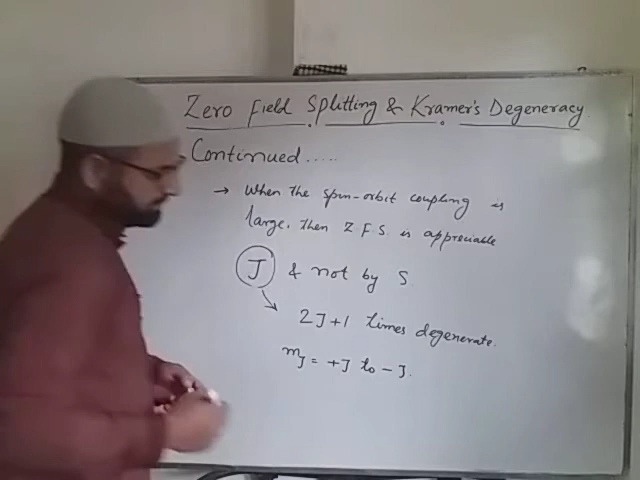 Zero Field Splitting & Kramer's Degeneracy
Continued.....
→ When the spin-orbit coupling is
large, then Z F S. is appreciable
J & not by S.
2J+1 times degenerate.
mJ = +J to -J.